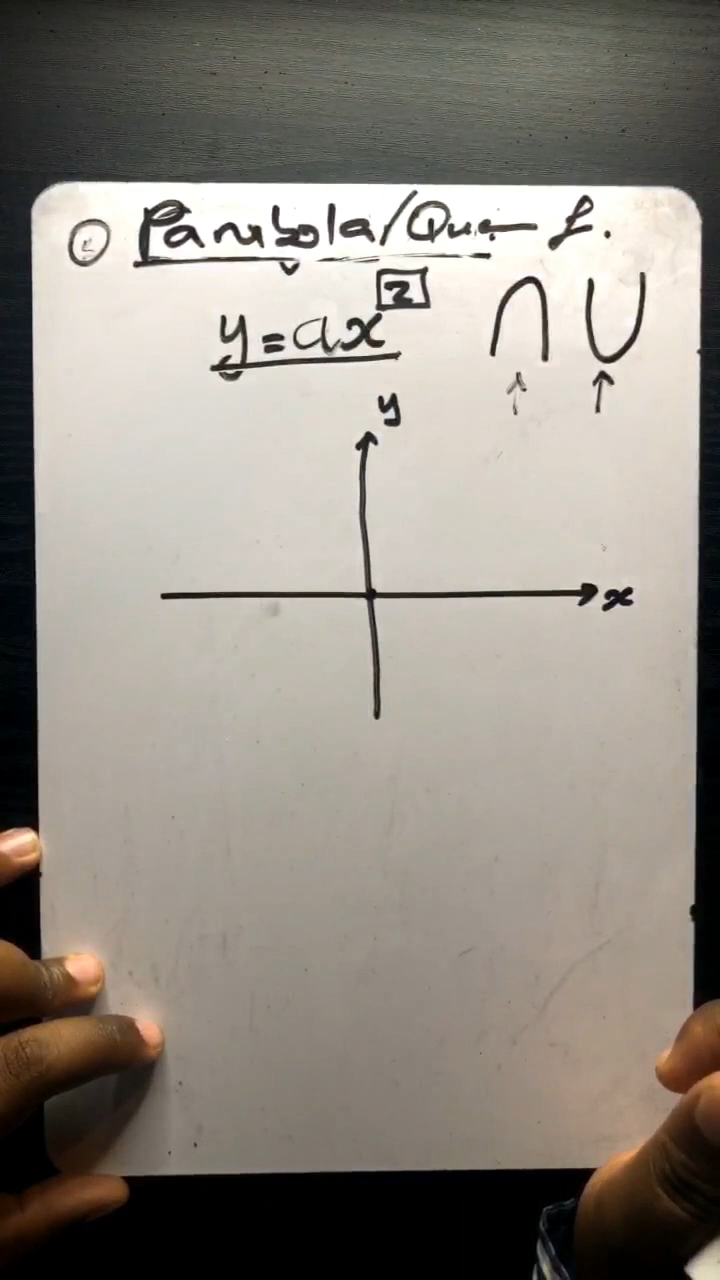 Parabola/Qua f.
y = ax²
y
x